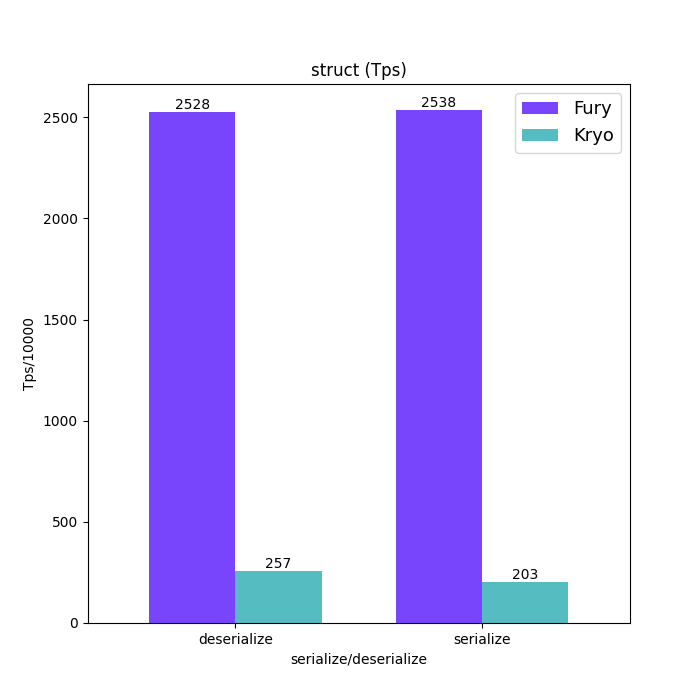 struct (Tps)
2528
2538
Fury
Kryo
2500
2000
1500
1000
500
0
Tps/10000
257
203
deserialize
serialize
serialize/deserialize